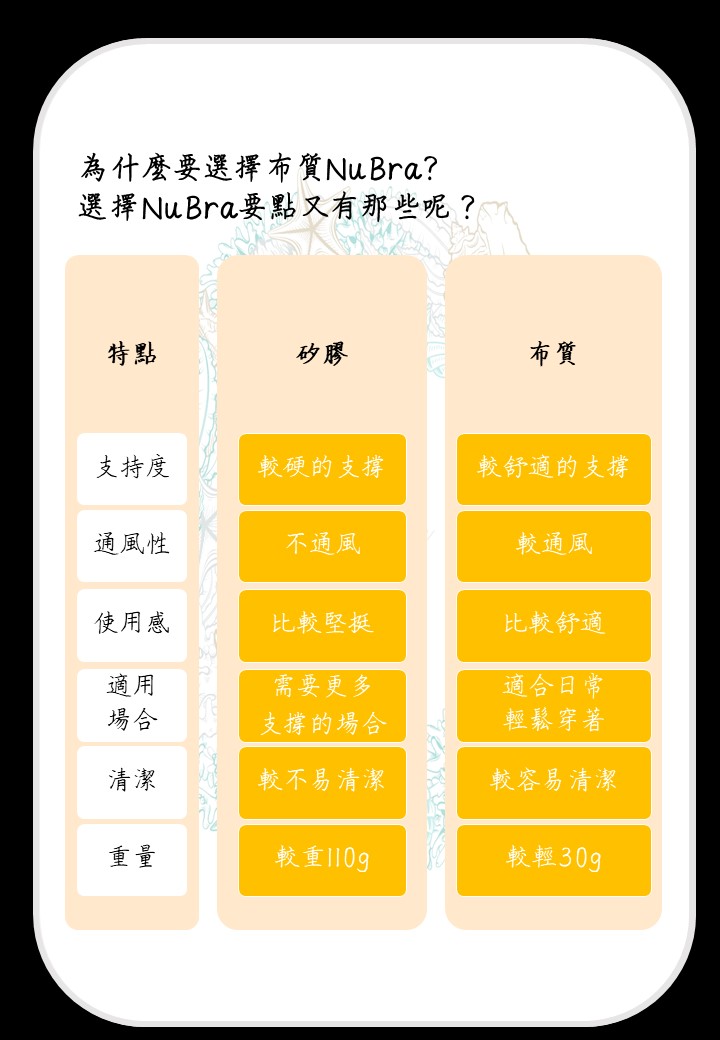 為什麼要選擇布質NuBra?
選擇NuBra要點又有那些呢？
特點
矽膠
布質
支持度
較硬的支撐
較舒適的支撐
通風性
不通風
較通風
使用感
比較堅挺
比較舒適
適用
場合
需要更多
支撐的場合
適合日常
輕鬆穿著
清潔
較不易清潔
較容易清潔
重量
較重110g
較輕30g